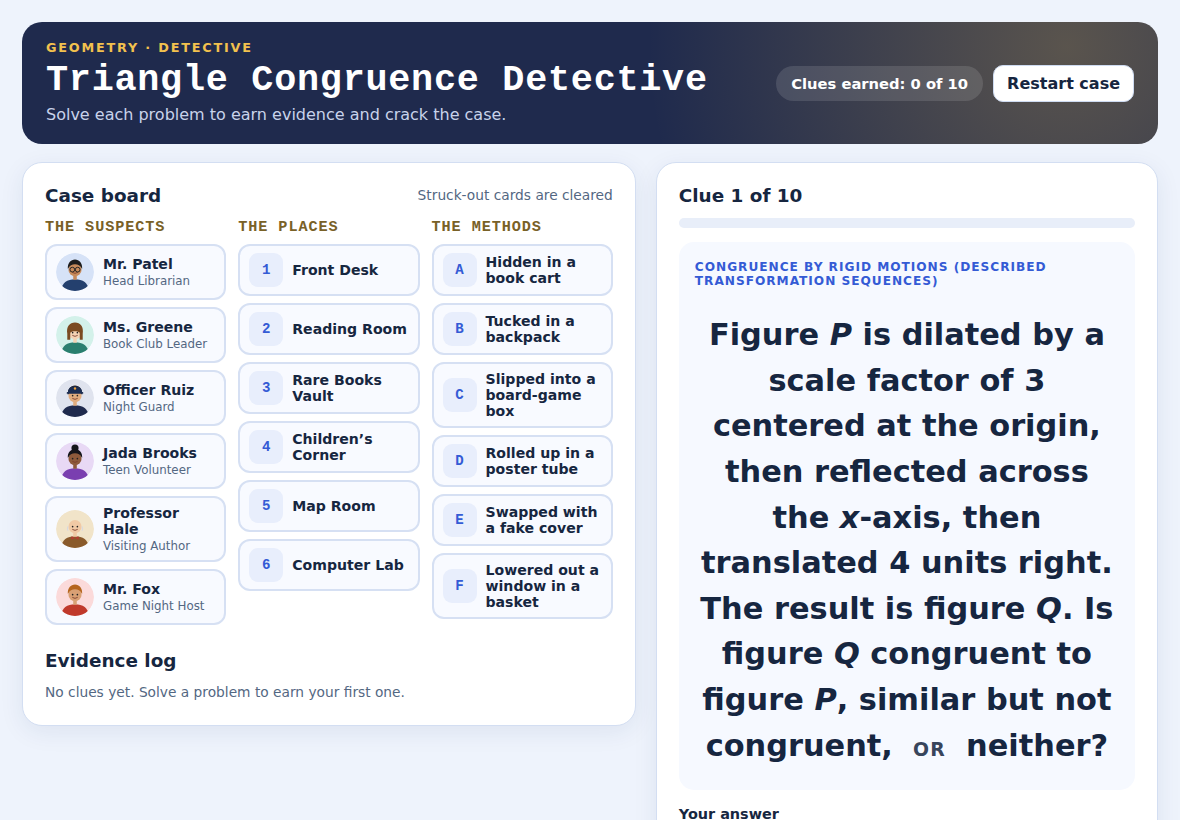 GEOMETRY · DETECTIVE
Triangle Congruence Detective
Solve each problem to earn evidence and crack the case.
Clues earned: 0 of 10
Restart case
Case board
Struck-out cards are cleared
THE SUSPECTS
Mr. Patel
Head Librarian
Ms. Greene
Book Club Leader
Officer Ruiz
Night Guard
Jada Brooks
Teen Volunteer
Professor
Hale
Visiting Author
Mr. Fox
Game Night Host
THE PLACES
1 Front Desk
2 Reading Room
3 Rare Books
Vault
4 Children’s
Corner
5 Map Room
6 Computer Lab
THE METHODS
A Hidden in a
book cart
B Tucked in a
backpack
C Slipped into a
board-game
box
D Rolled up in a
poster tube
E Swapped with
a fake cover
F Lowered out a
window in a
basket
Evidence log
No clues yet. Solve a problem to earn your first one.
Clue 1 of 10
CONGRUENCE BY RIGID MOTIONS (DESCRIBED
TRANSFORMATION SEQUENCES)
Figure P is dilated by a
scale factor of 3
centered at the origin,
then reflected across
the x-axis, then
translated 4 units right.
The result is figure Q. Is
figure Q congruent to
figure P, similar but not
congruent, OR neither?
Your answer